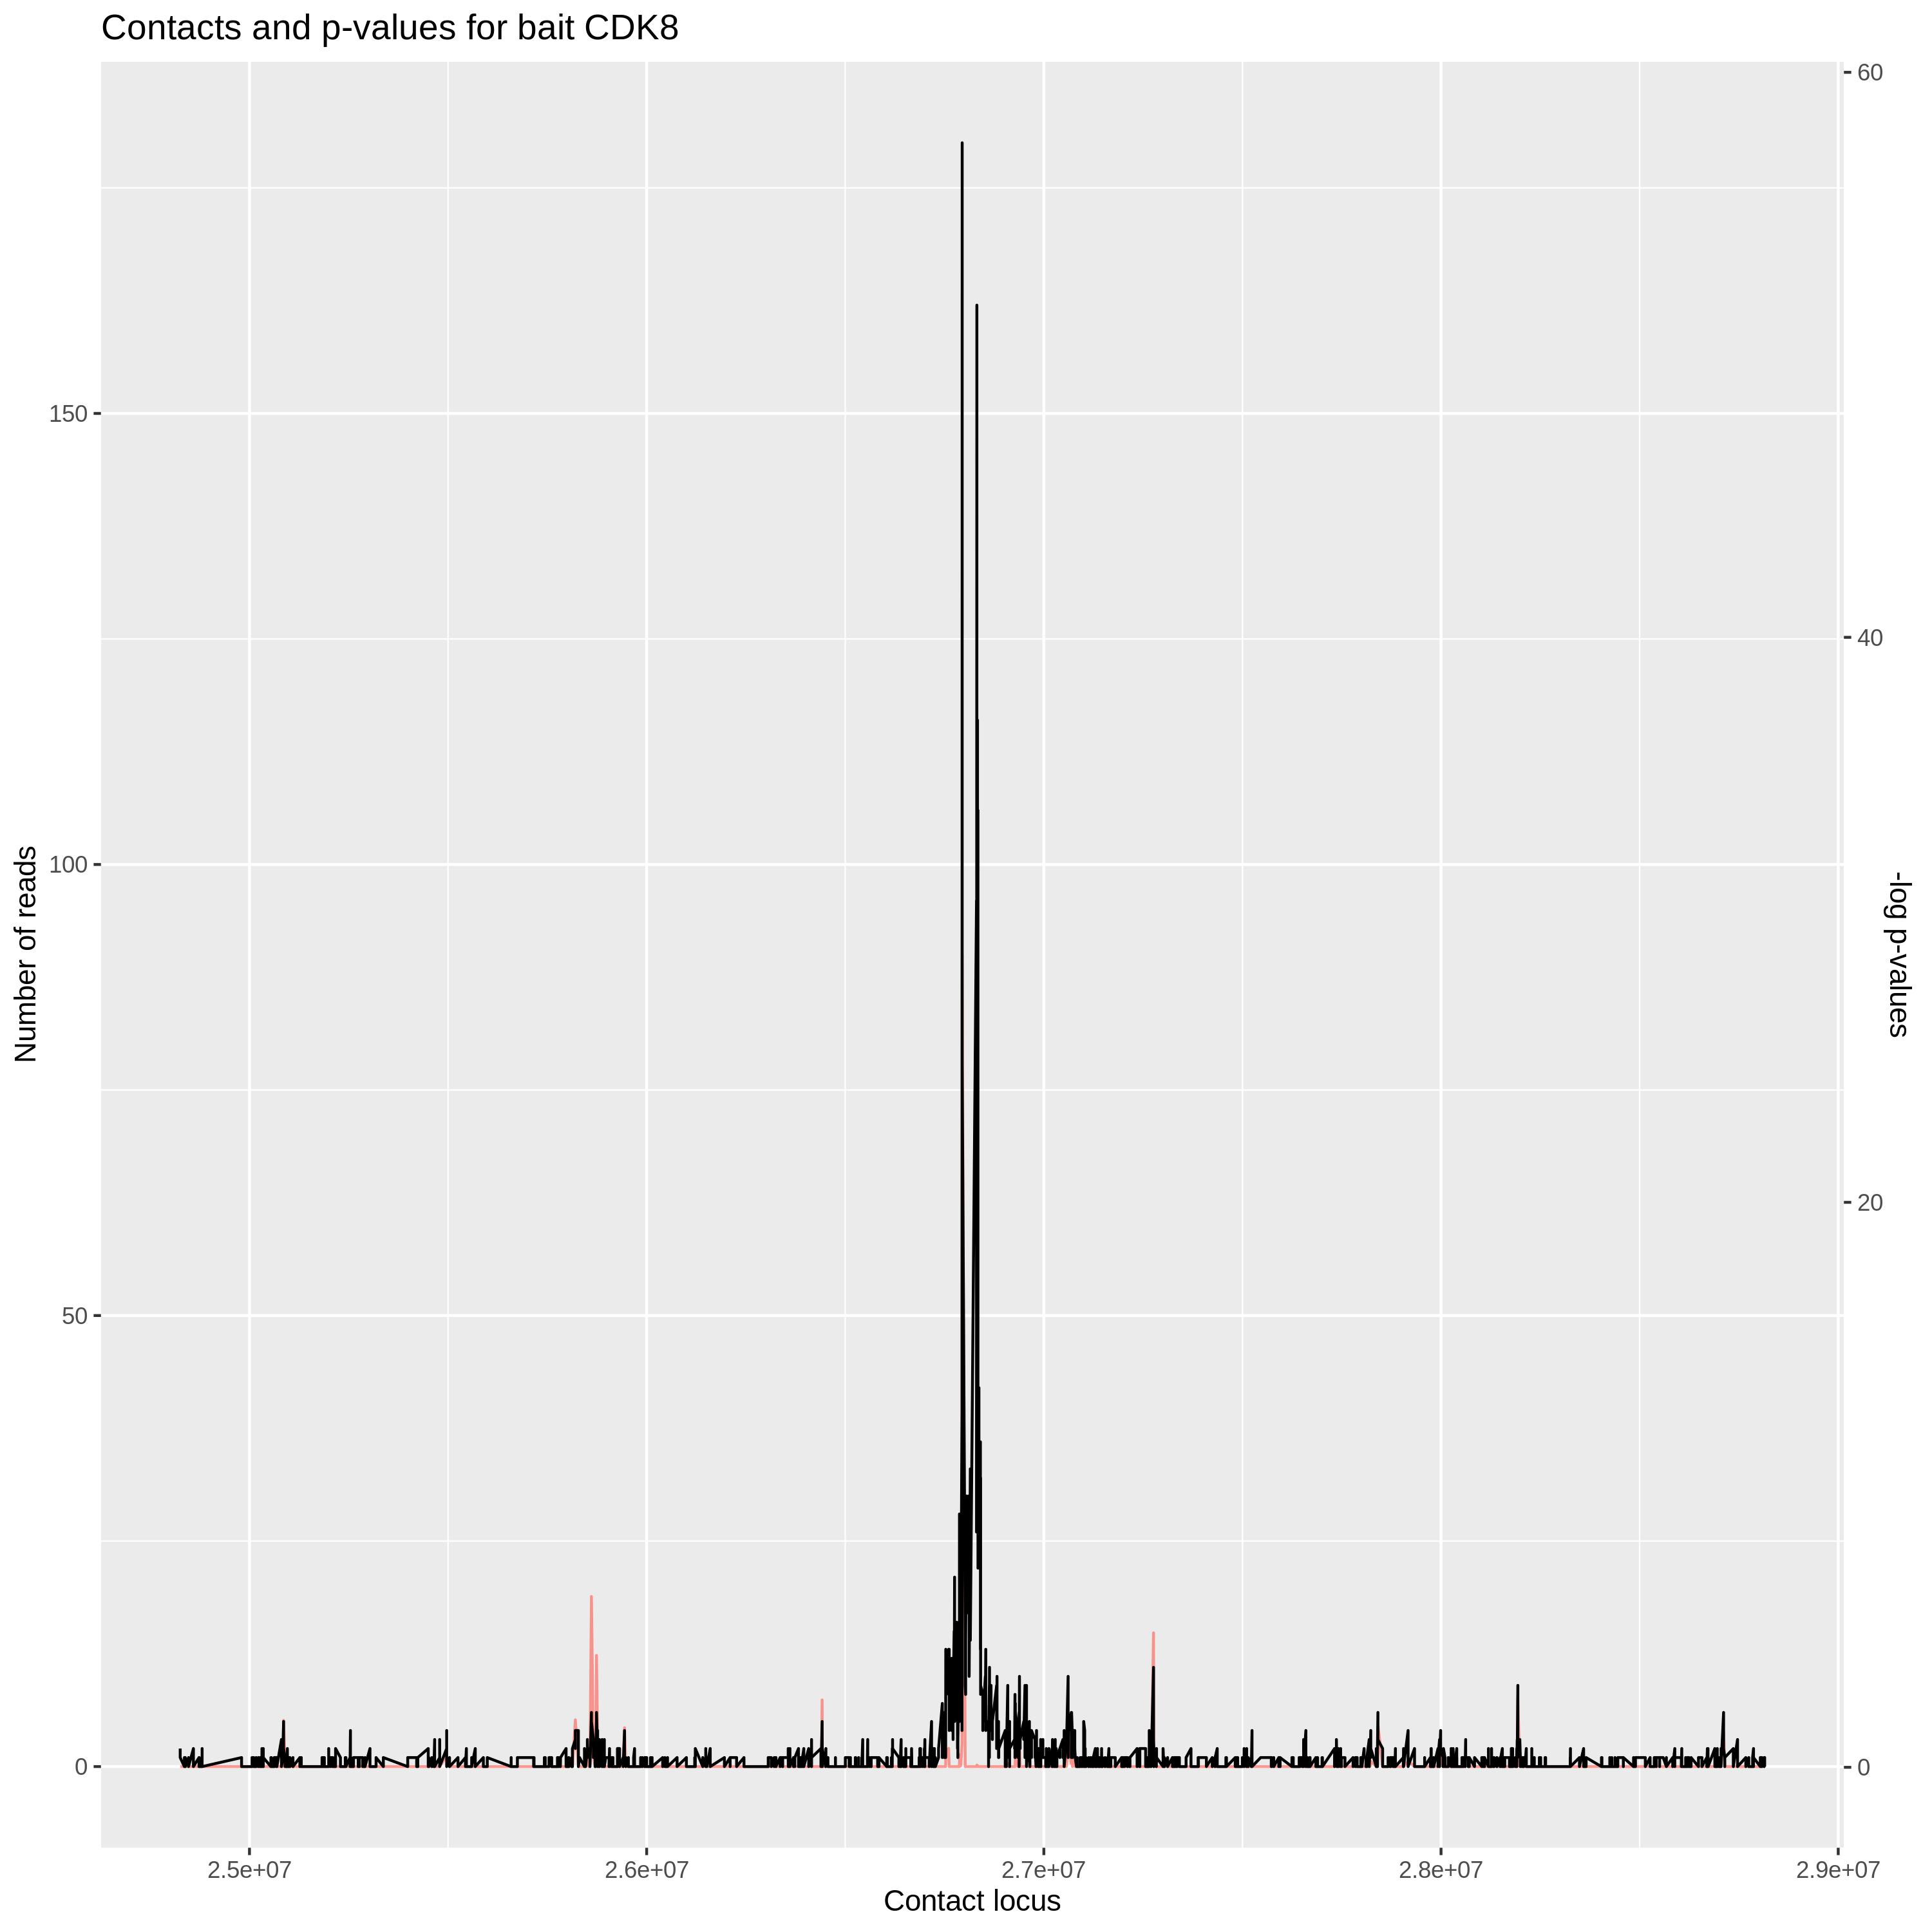 Contacts and p-values for bait CDK8
60
150
40
Number of reads
100
-log p-values
20
50
0
0
2.5e+07
2.6e+07
2.7e+07
2.8e+07
2.9e+07
Contact locus